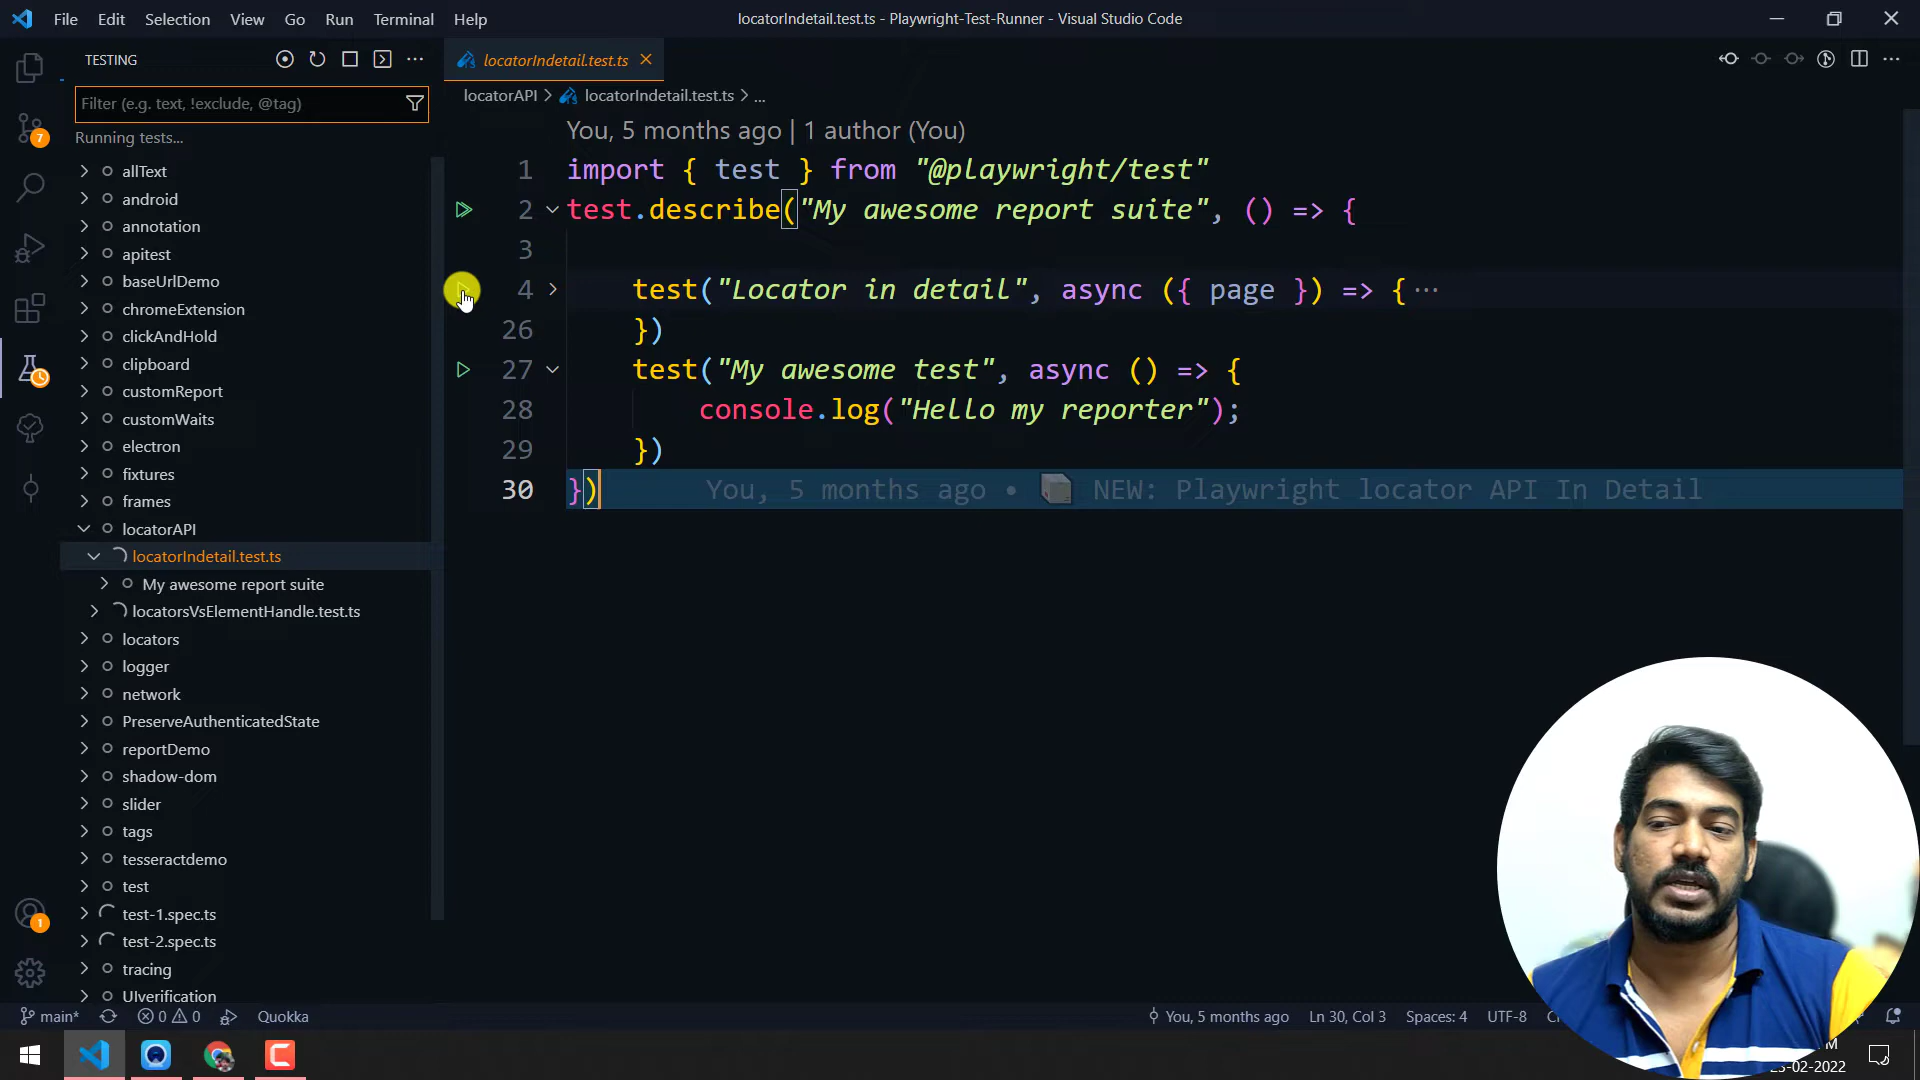 File Edit Selection View Go Run Terminal Help
locatorIndetail.test.ts - Playwright-Test-Runner - Visual Studio Code
TESTING
locatorIndetail.test.ts
Filter (e.g. text, !exclude, @tag)
locatorAPI > locatorIndetail.test.ts > ...
7
Running tests...
You, 5 months ago | 1 author (You)
1 import { test } from "@playwright/test"
2 test.describe("My awesome report suite", () => {
3
4 test("Locator in detail", async ({ page }) => {···
26 })
27 test("My awesome test", async () => {
28 console.log("Hello my reporter");
29 })
30 }) You, 5 months ago • NEW: Playwright locator API In Detail
allText
android
annotation
apitest
baseUrlDemo
chromeExtension
clickAndHold
clipboard
customReport
customWaits
electron
fixtures
frames
locatorAPI
locatorIndetail.test.ts
My awesome report suite
locatorsVsElementHandle.test.ts
locators
logger
network
PreserveAuthenticatedState
reportDemo
shadow-dom
slider
tags
tesseractdemo
test
test-1.spec.ts
test-2.spec.ts
tracing
UIverification
1
main* 0 0 Quokka
You, 5 months ago Ln 30, Col 3 Spaces: 4 UTF-8
-02-2022